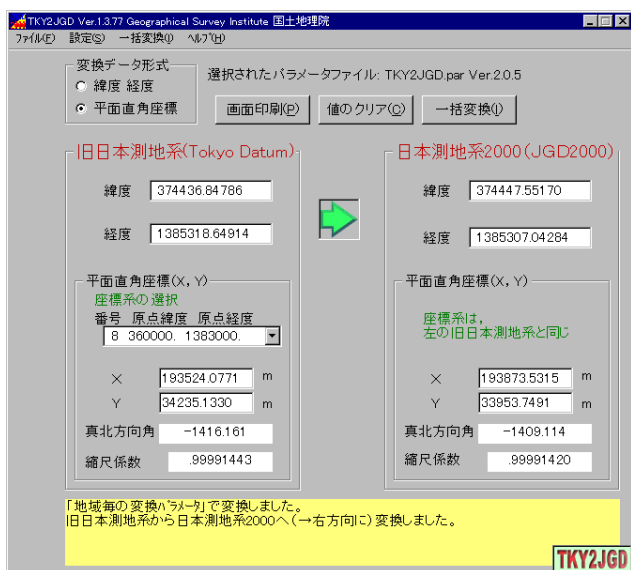 TKY2JGD Ver.1.3.77 Geographical Survey Institute 国土地理院
ファイル(F) 設定(S) 一括変換(I) ヘルプ(H)
変換データ形式
緯度 経度
平面直角座標
選択されたパラメータファイル: TKY2JGD.par Ver.2.0.5
画面印刷(P) 値のクリア(C) 一括変換(I)
旧日本測地系(Tokyo Datum)
緯度 374436.84786
経度 1385318.64914
平面直角座標(X, Y)
座標系の選択
番号 原点緯度 原点経度
8 360000. 1383000.
X 193524.0771 m
Y 34235.1330 m
真北方向角 -1416.161
縮尺係数 .99991443
日本測地系2000(JGD2000)
緯度 374447.55170
経度 1385307.04284
平面直角座標(X, Y)
座標系は,
左の旧日本測地系と同じ
X 193873.5315 m
Y 33953.7491 m
真北方向角 -1409.114
縮尺係数 .99991420
「地域毎の変換パラメータ」で変換しました。
旧日本測地系から日本測地系2000へ(→右方向に)変換しました。
TKY2JGD